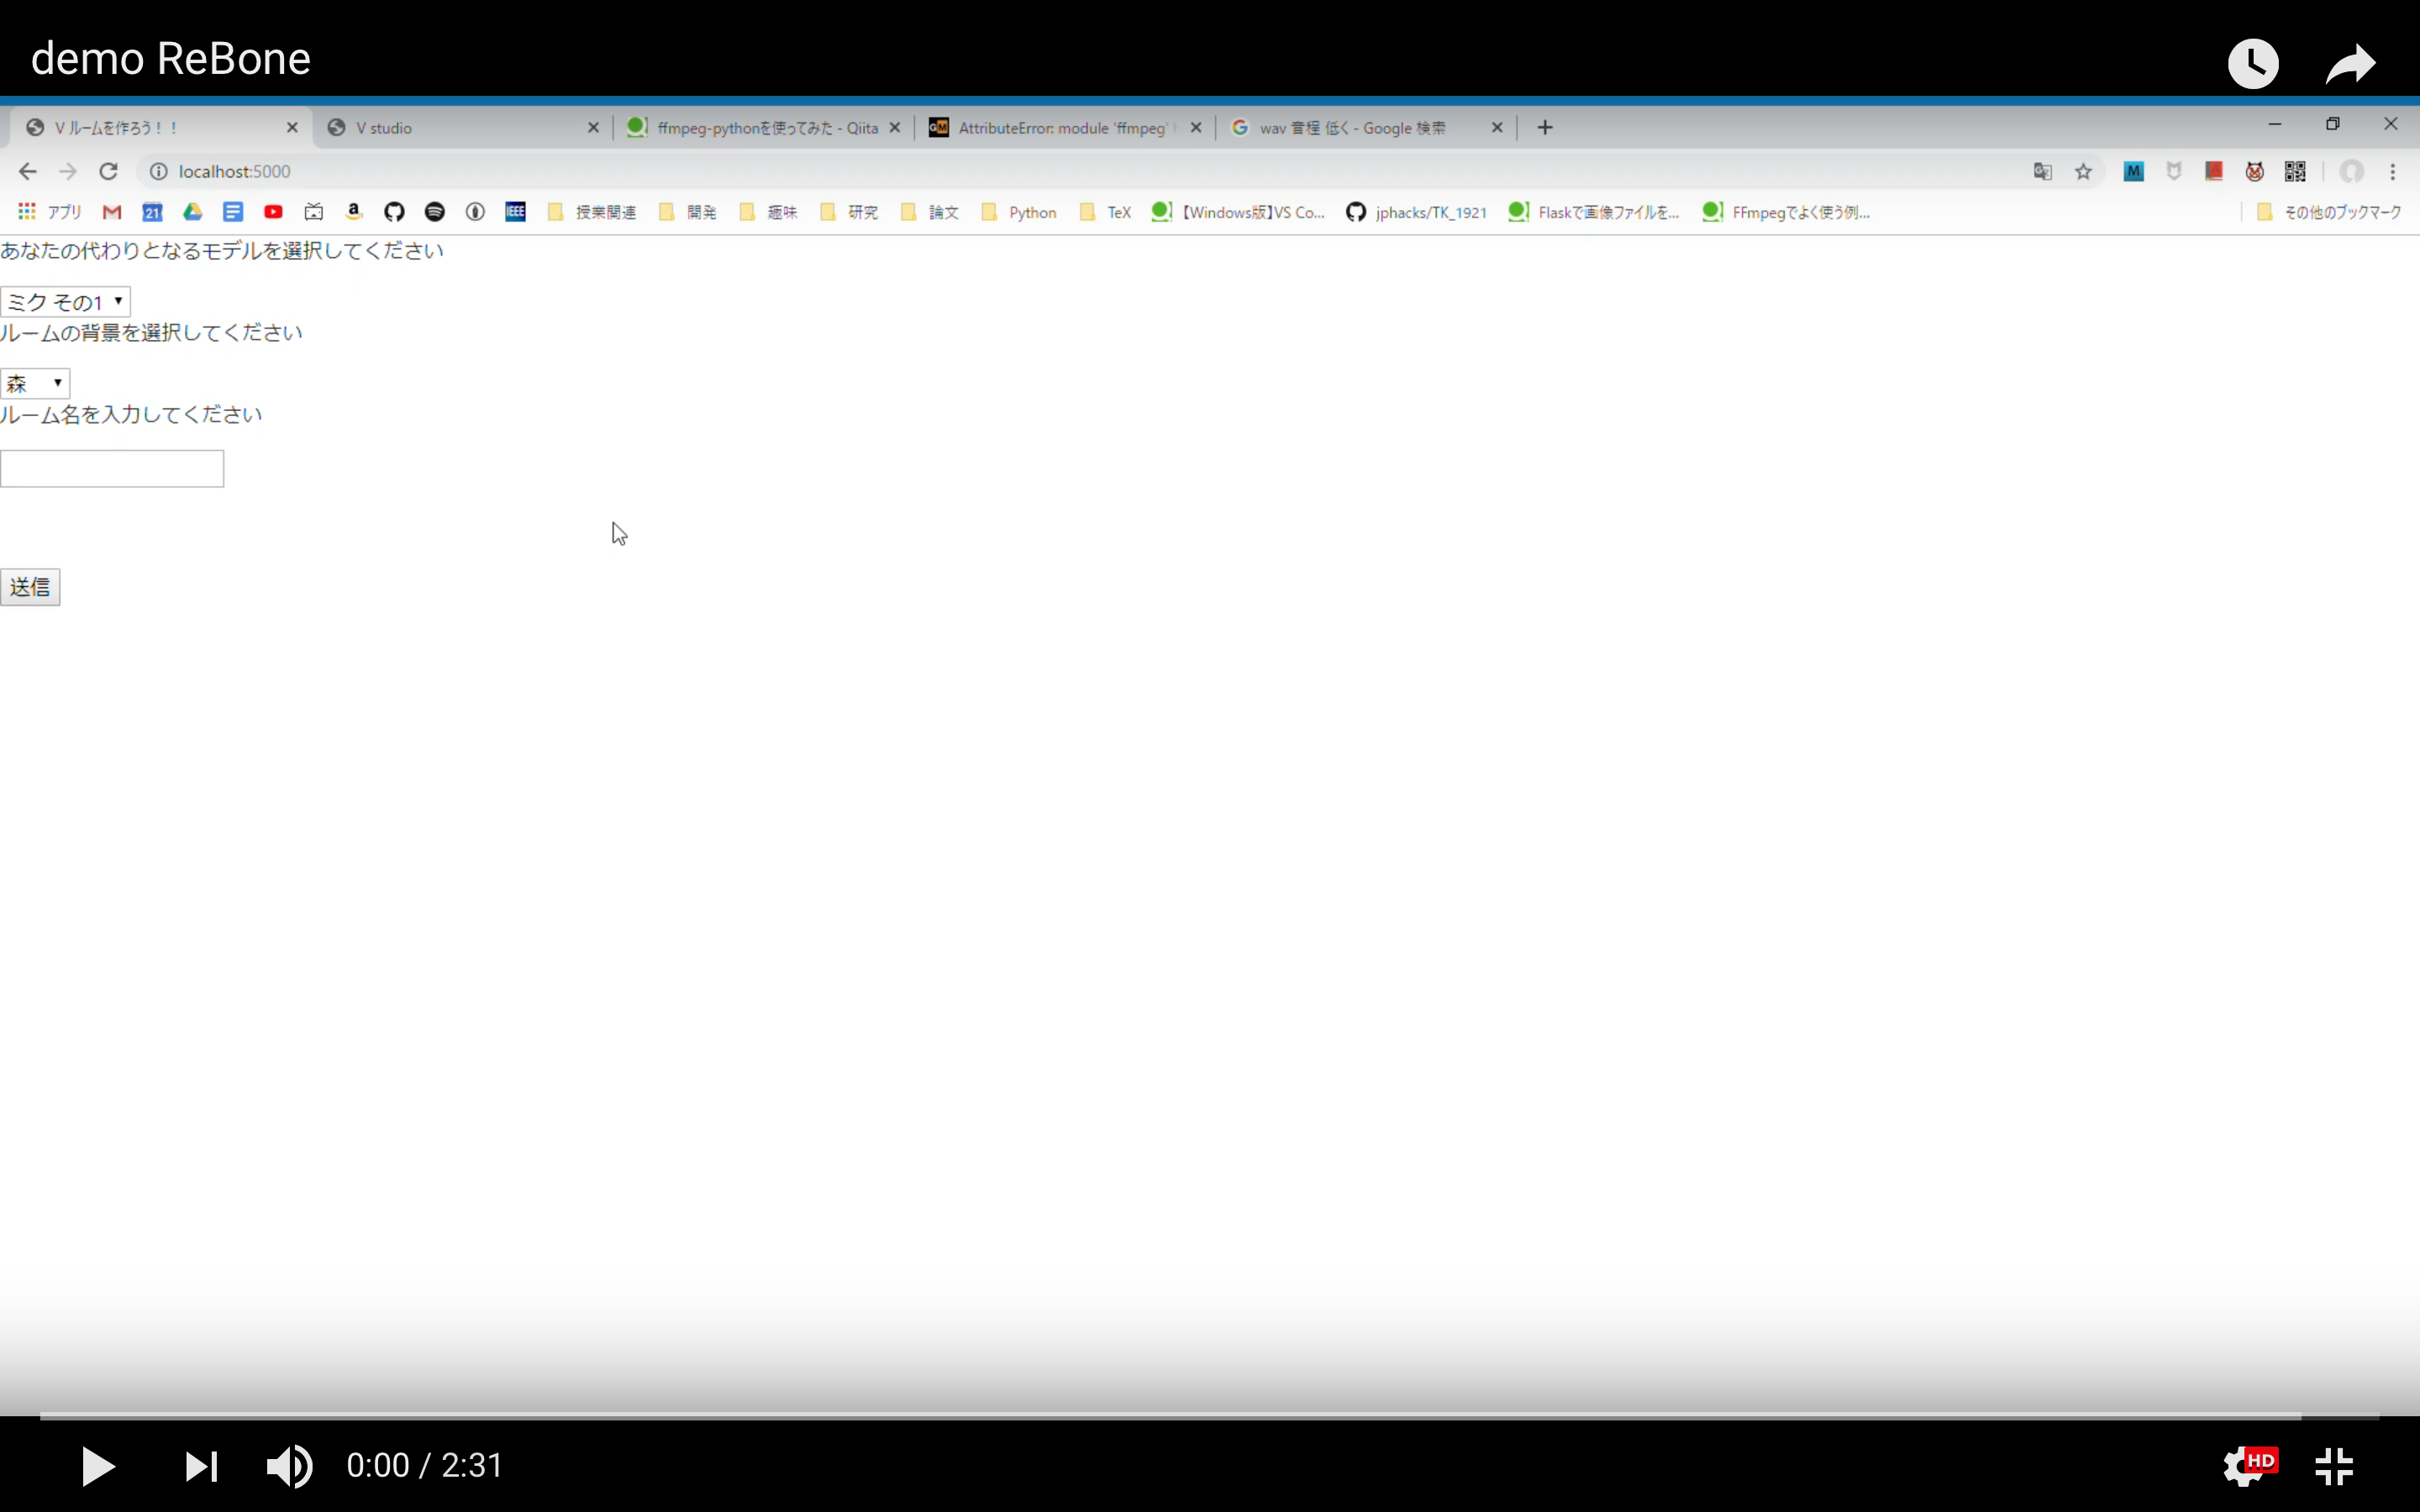 demo ReBone
V ルームを作ろう！！
V studio
ffmpeg-pythonを使ってみた - Qiita
AttributeError: module 'ffmpeg'
wav 音程 低く - Google 検索
localhost:5000
アプリ
21
IEEE
授業関連
開発
趣味
研究
論文
Python
TeX
【Windows版】VS Co...
jphacks/TK_1921
Flaskで画像ファイルを...
FFmpegでよく使う例...
その他のブックマーク
あなたの代わりとなるモデルを選択してください
ミク その1
ルームの背景を選択してください
森
ルーム名を入力してください
送信
0:00 / 2:31
HD